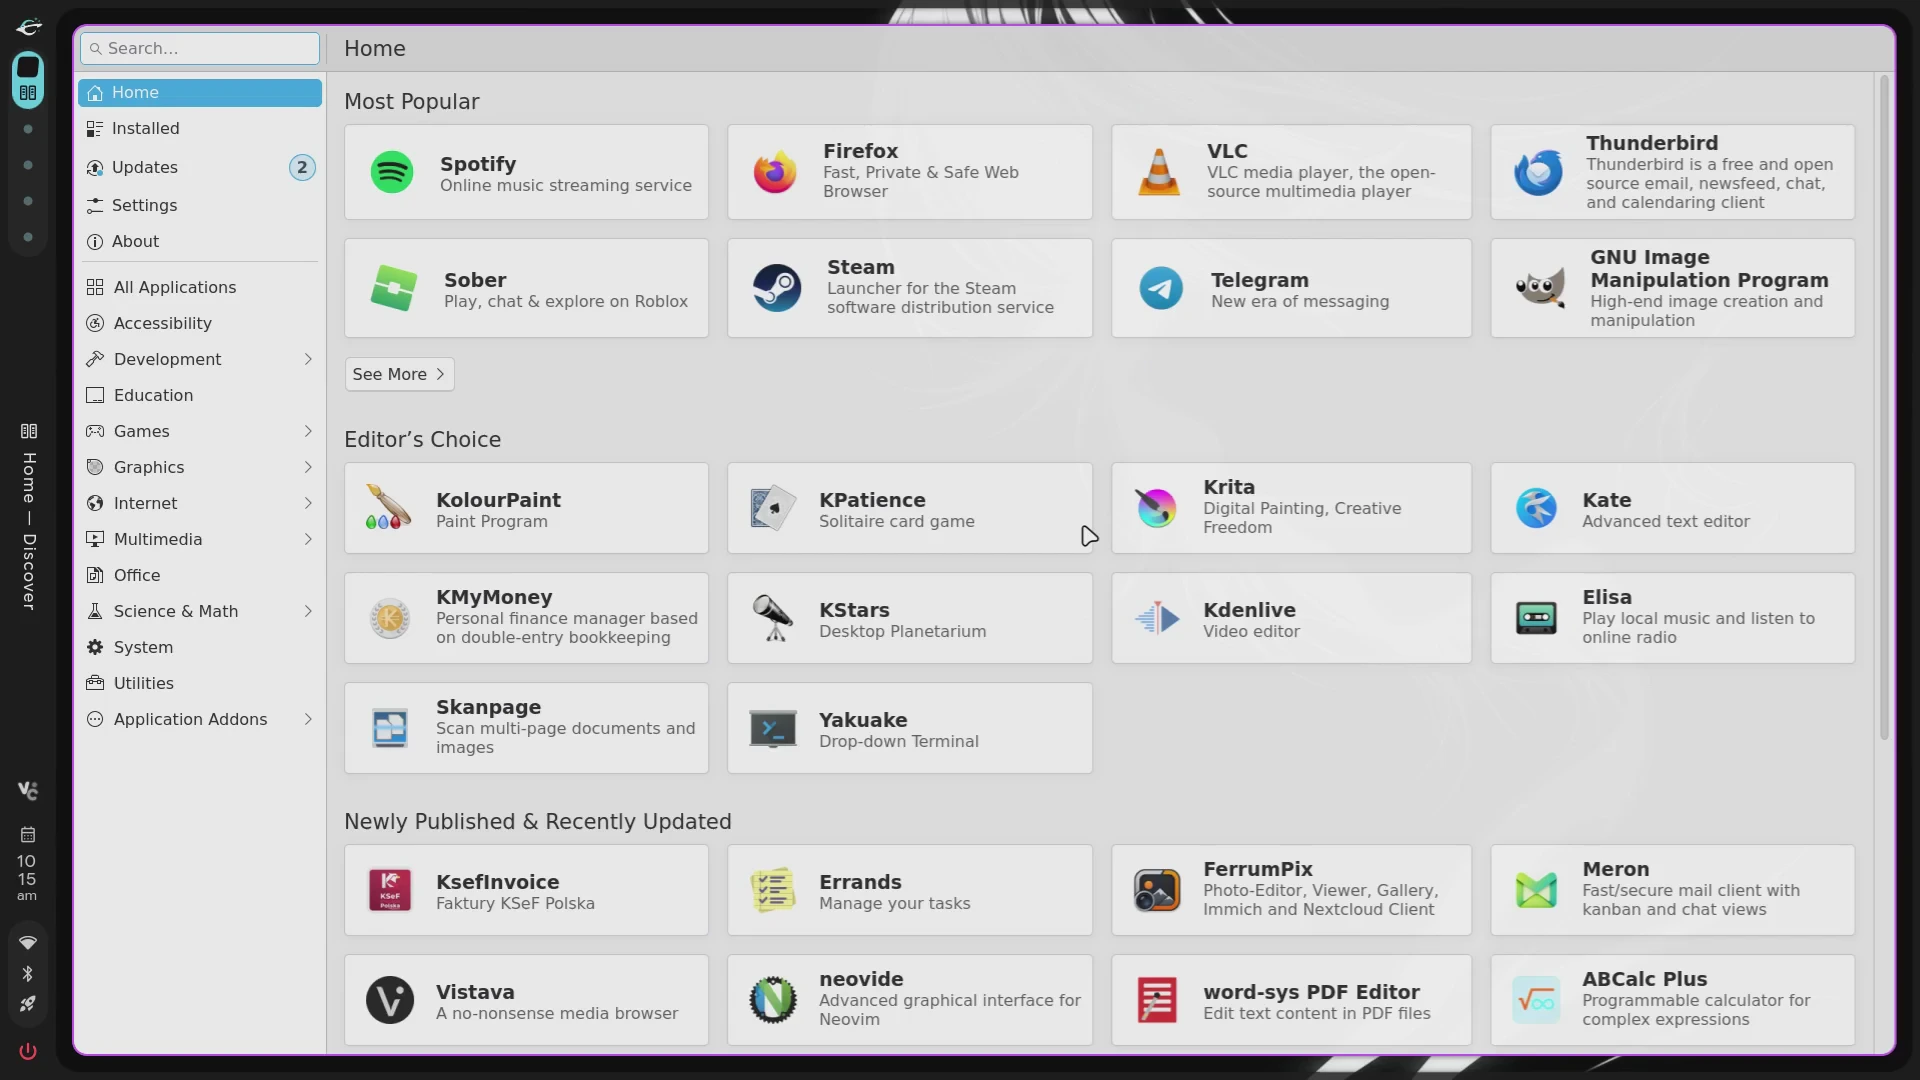 Search...
Home
Home
Installed
Updates
2
Settings
About
All Applications
Accessibility
Development
Education
Games
Graphics
Internet
Multimedia
Office
Science & Math
System
Utilities
Application Addons
Home — Discover
10
15
am
Most Popular
Spotify
Online music streaming service
Firefox
Fast, Private & Safe Web
Browser
VLC
VLC media player, the open-
source multimedia player
Thunderbird
Thunderbird is a free and open
source email, newsfeed, chat,
and calendaring client
Sober
Play, chat & explore on Roblox
Steam
Launcher for the Steam
software distribution service
Telegram
New era of messaging
GNU Image
Manipulation Program
High-end image creation and
manipulation
See More
Editor’s Choice
KolourPaint
Paint Program
KPatience
Solitaire card game
Krita
Digital Painting, Creative
Freedom
Kate
Advanced text editor
KMyMoney
Personal finance manager based
on double-entry bookkeeping
KStars
Desktop Planetarium
Kdenlive
Video editor
Elisa
Play local music and listen to
online radio
Skanpage
Scan multi-page documents and
images
Yakuake
Drop-down Terminal
Newly Published & Recently Updated
KSeF
Polska
KsefInvoice
Faktury KSeF Polska
Errands
Manage your tasks
FerrumPix
Photo-Editor, Viewer, Gallery,
Immich and Nextcloud Client
Meron
Fast/secure mail client with
kanban and chat views
Vistava
A no-nonsense media browser
neovide
Advanced graphical interface for
Neovim
word-sys PDF Editor
Edit text content in PDF files
ABCalc Plus
Programmable calculator for
complex expressions